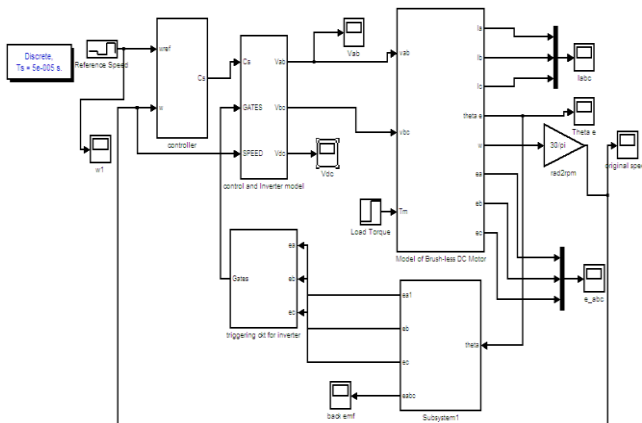 Discrete,
Ts = 5e-005 s.
Reference Speed
w1
wref
w
Cs
controller
Cs
GATES
SPEED
Vab
Vbc
Vdc
control and Inverter model
Vab
Vdc
vab
vbc
Tm
Ia
Ib
Ic
theta e
w
ea
eb
ec
Model of Brush-less DC Motor
Load Torque
Iabc
Theta e
30/pi
rad2rpm
original spee
e_abc
Gates
ea
eb
ec
triggering ckt for inverter
ea1
eb
ec
eabc
theta
Subsystem1
back emf